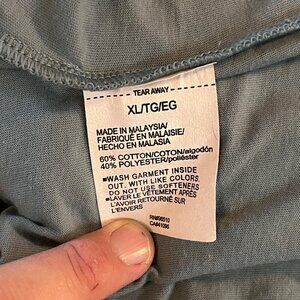 TEAR AWAY
XL/TG/EG
MADE IN MALAYSIA/
FABRIQUÉ EN MALAISIE/
HECHO EN MALASIA
60% COTTON/COTON/algodón
40% POLYESTER/poliéster
■WASH GARMENT INSIDE
OUT. WITH LIKE COLORS.
DO NOT USE SOFTENERS
■LAVER LE VÊTEMENT APRÈS
L'AVOIR RETOURNÉ SUR
L'ENVERS